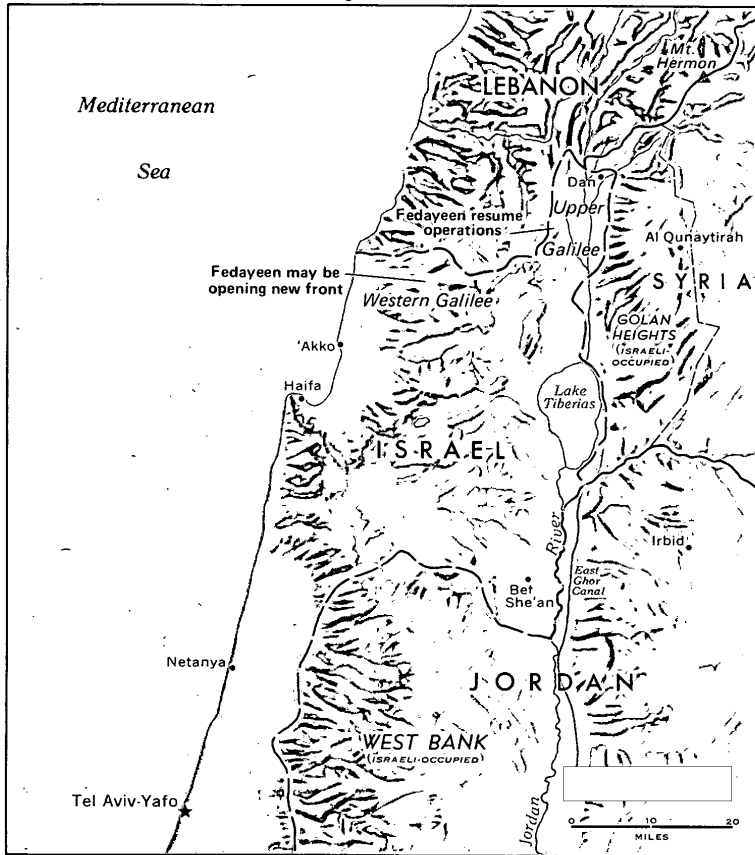 Mediterranean
Sea
LEBANON
Mt.
Hermon
Dan
Upper
Galilee
Fedayeen resume
operations
Al Qunaytirah
SYRIA
Fedayeen may be
opening new front
Western Galilee
GOLAN
HEIGHTS
(ISRAELI-
OCCUPIED)
'Akko
Haifa
Lake
Tiberias
ISRAEL
River
Irbid
East
Ghor
Canal
Bet
She'an
Netanya
JORDAN
WEST BANK
(ISRAELI-OCCUPIED)
Tel Aviv-Yafo
Jordan
0 10 20
MILES